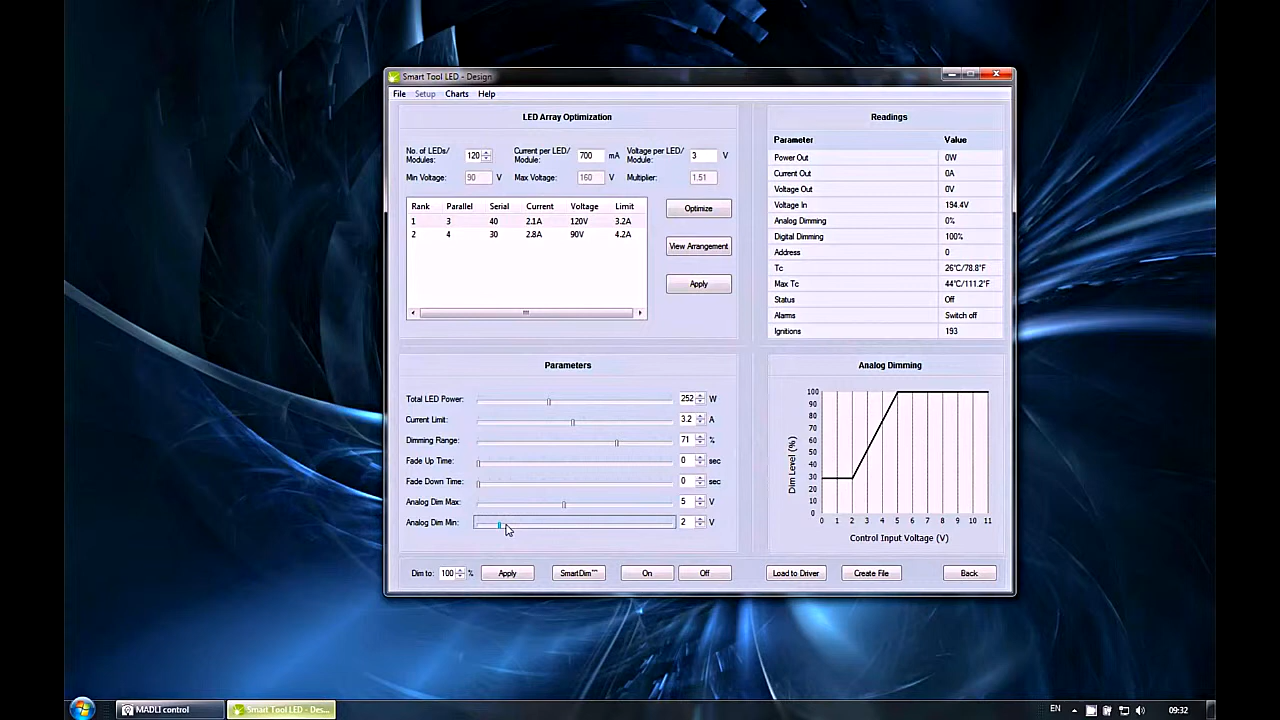 Smart Tool LED - Design
File Setup Charts Help
LED Array Optimization
No. of LEDs/ Modules: 120 Current per LED/ Module: 700 mA Voltage per LED/ Module: 3 V
Min Voltage: 90 V Max Voltage: 160 V Multiplier: 1.51
Rank Parallel Serial Current Voltage Limit
1 3 40 2.1A 120V 3.2A
2 4 30 2.8A 90V 4.2A
Optimize
View Arrangement
Apply
Readings
Parameter Value
Power Out 0W
Current Out 0A
Voltage Out 0V
Voltage In 194.4V
Analog Dimming 0%
Digital Dimming 100%
Address 0
Tc 26°C/78.8°F
Max Tc 44°C/111.2°F
Status Off
Alarms Switch off
Ignitions 193
Parameters
Total LED Power: 252 W
Current Limit: 3.2 A
Dimming Range: 71 %
Fade Up Time: 0 sec
Fade Down Time: 0 sec
Analog Dim Max: 5 V
Analog Dim Min: 2 V
Analog Dimming
Dim Level (%)
100
90
80
70
60
50
40
30
20
10
0
0 1 2 3 4 5 6 7 8 9 10 11
Control Input Voltage (V)
Dim to: 100 % Apply SmartDim™ On Off Load to Driver Create File Back
MADLI control Smart Tool LED - Des... EN 09:32